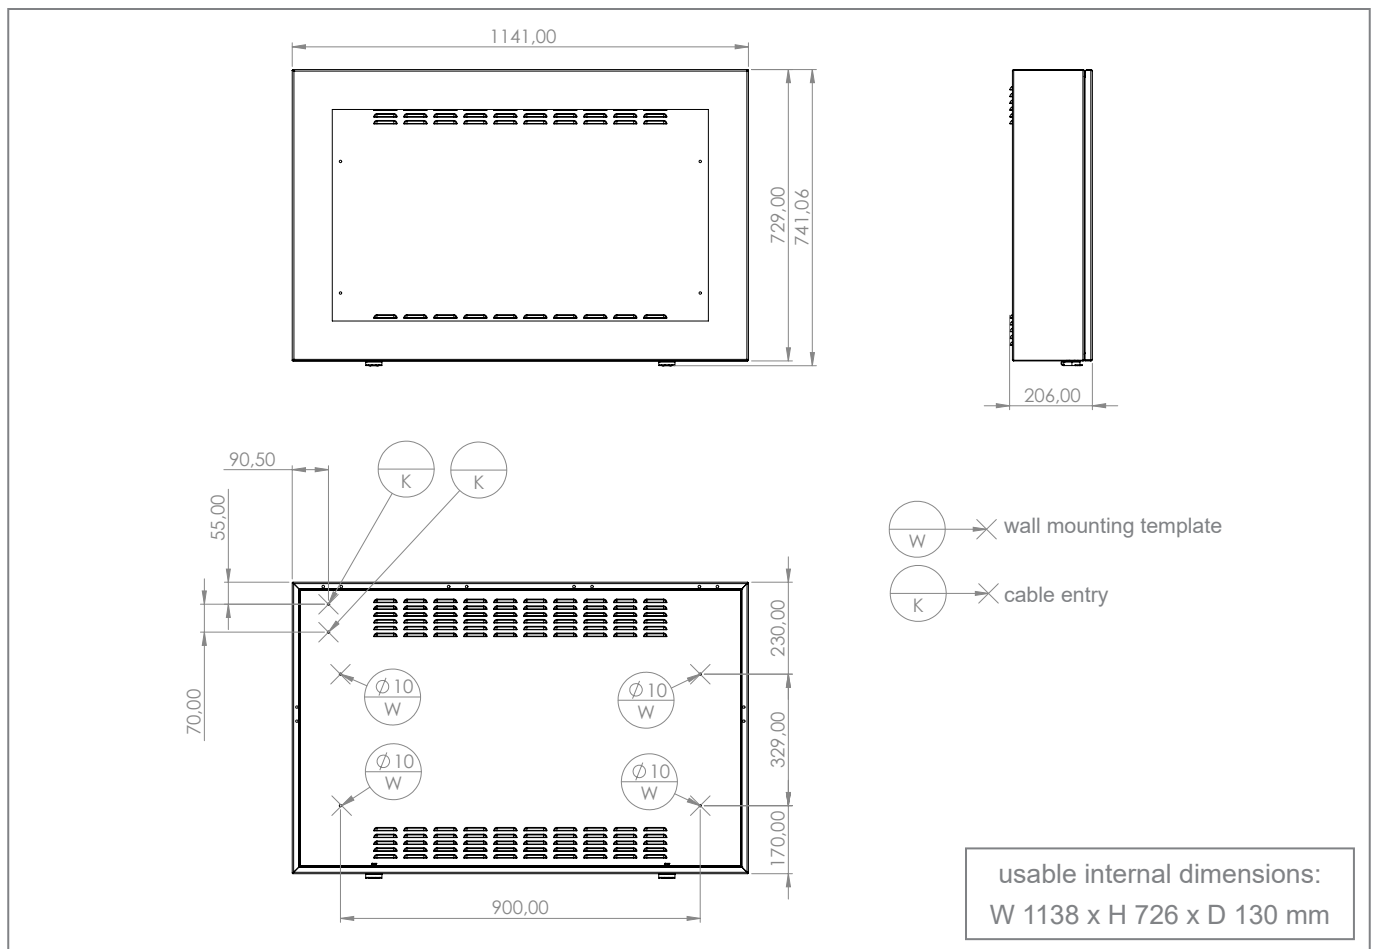 1141,00
729,00
741,06
206,00
90,50
55,00
70,00
K
K
W
wall mounting template
K
cable entry
Ø10
W
Ø10
W
Ø10
W
Ø10
W
230,00
329,00
170,00
900,00
usable internal dimensions:
W 1138 x H 726 x D 130 mm